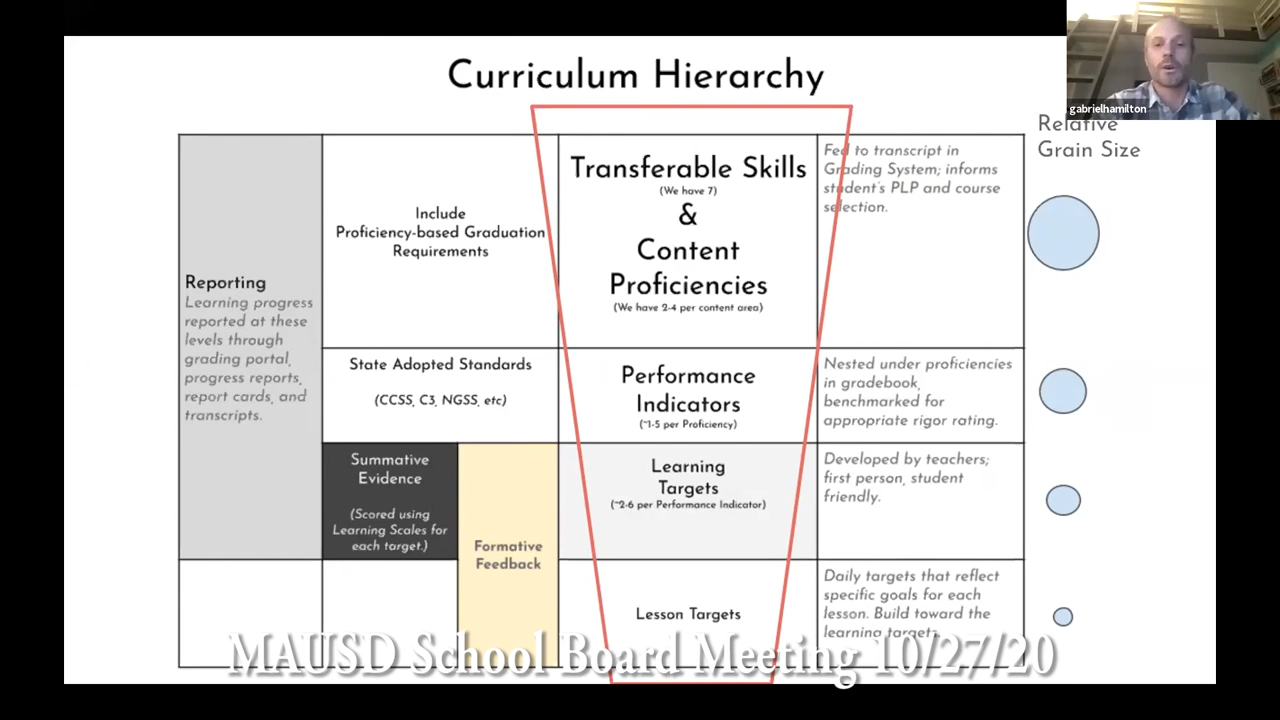 Curriculum Hierarchy
gabrielhamilton
Relative
Grain Size
Reporting
Learning progress
reported at these
levels through
grading portal,
progress reports,
report cards, and
transcripts.
Include
Proficiency-based Graduation
Requirements
Transferable Skills
(We have 7)
&
Content
Proficiencies
(We have 2-4 per content area)
Fed to transcript in
Grading System; informs
student's PLP and course
selection.
State Adopted Standards
(CCSS, C3, NGSS, etc)
Performance
Indicators
(~1-5 per Proficiency)
Nested under proficiencies
in gradebook,
benchmarked for
appropriate rigor rating.
Summative
Evidence
(Scored using
Learning Scales for
each target.)
Formative
Feedback
Learning
Targets
(~2-6 per Performance Indicator)
Developed by teachers;
first person, student
friendly.
Lesson Targets
Daily targets that reflect
specific goals for each
lesson. Build toward the
learning targets.
MAUSD School Board Meeting 10/27/20